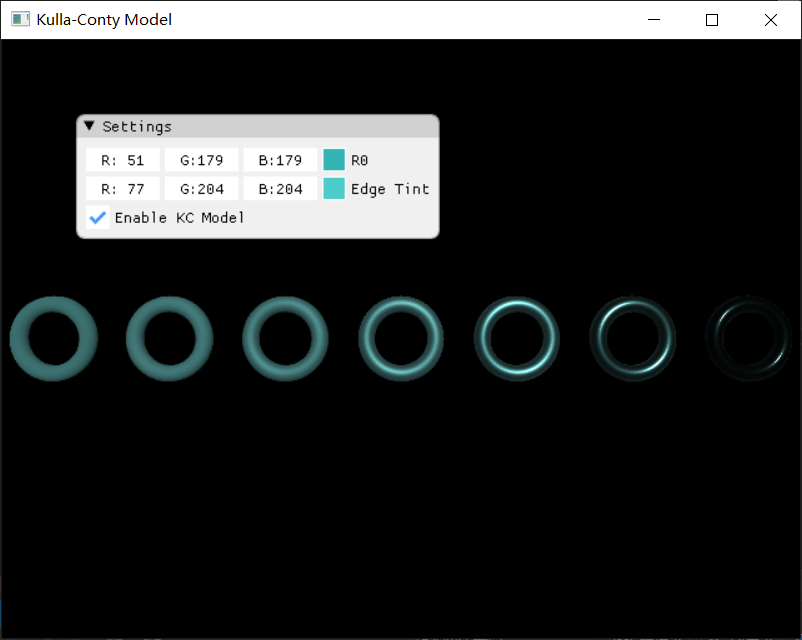 Kulla-Conty Model
Settings
R: 51 G:179 B:179 R0
R: 77 G:204 B:204 Edge Tint
Enable KC Model